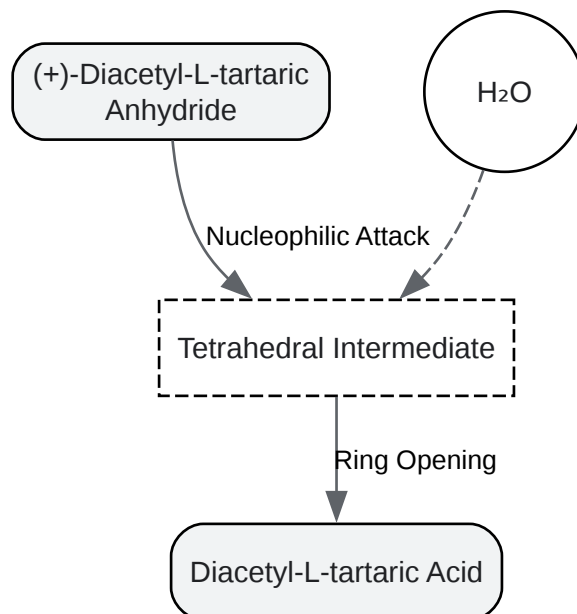 (+)-Diacetyl-L-tartaric
Anhydride
H₂O
Nucleophilic Attack
Tetrahedral Intermediate
Ring Opening
Diacetyl-L-tartaric Acid